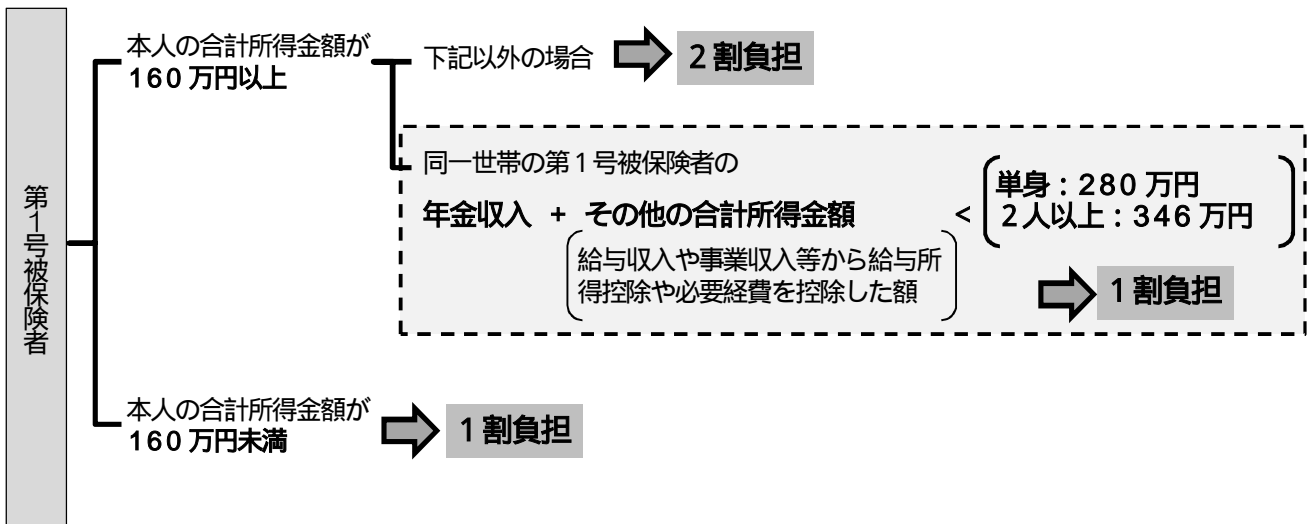 第1号被保険者
本人の合計所得金額が
160万円以上
下記以外の場合
2割負担
同一世帯の第1号被保険者の
年金収入 + その他の合計所得金額 <
単身:280万円
2人以上:346万円
給与収入や事業収入等から給与所
得控除や必要経費を控除した額
1割負担
本人の合計所得金額が
160万円未満
1割負担